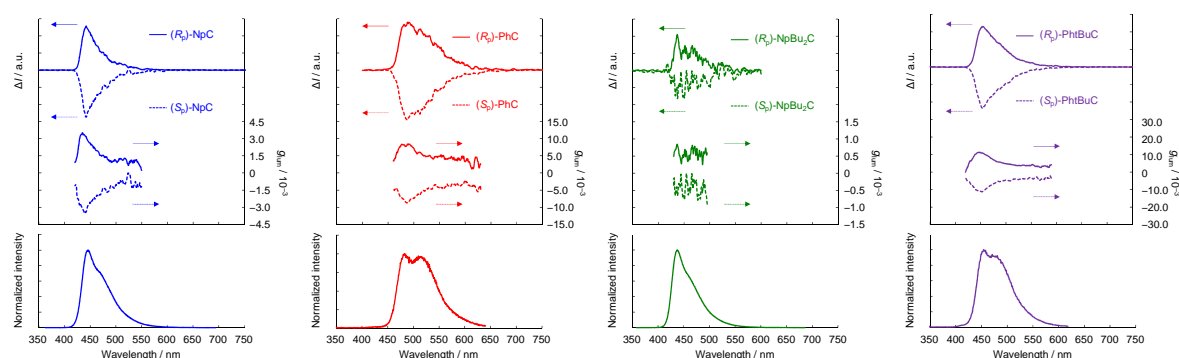 ΔI / a.u.
(Rp)-NpC
(Sp)-NpC
4.5
3.0
1.5
0
−1.5
−3.0
−4.5
glum / 10-3
Normalized intensity
350 400 450 500 550 600 650 700 750
Wavelength / nm
ΔI / a.u.
(Rp)-PhC
(Sp)-PhC
15.0
10.0
5.0
0
−5.0
−10.0
−15.0
glum / 10-3
Normalized intensity
350 400 450 500 550 600 650 700 750
Wavelength / nm
ΔI / a.u.
(Rp)-NpBu2C
(Sp)-NpBu2C
1.5
1.0
0.5
0
−0.5
−1.0
−1.5
glum / 10-3
Normalized intensity
350 400 450 500 550 600 650 700 750
Wavelength / nm
ΔI / a.u.
(Rp)-PhtBuC
(Sp)-PhtBuC
30.0
20.0
10.0
0
−10.0
−20.0
−30.0
glum / 10-3
Normalized intensity
350 400 450 500 550 600 650 700 750
Wavelength / nm